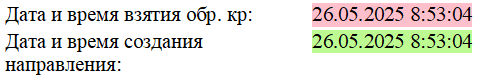 Дата и время взятия обр. кр: 26.05.2025 8:53:04
Дата и время создания 26.05.2025 8:53:04
направления: